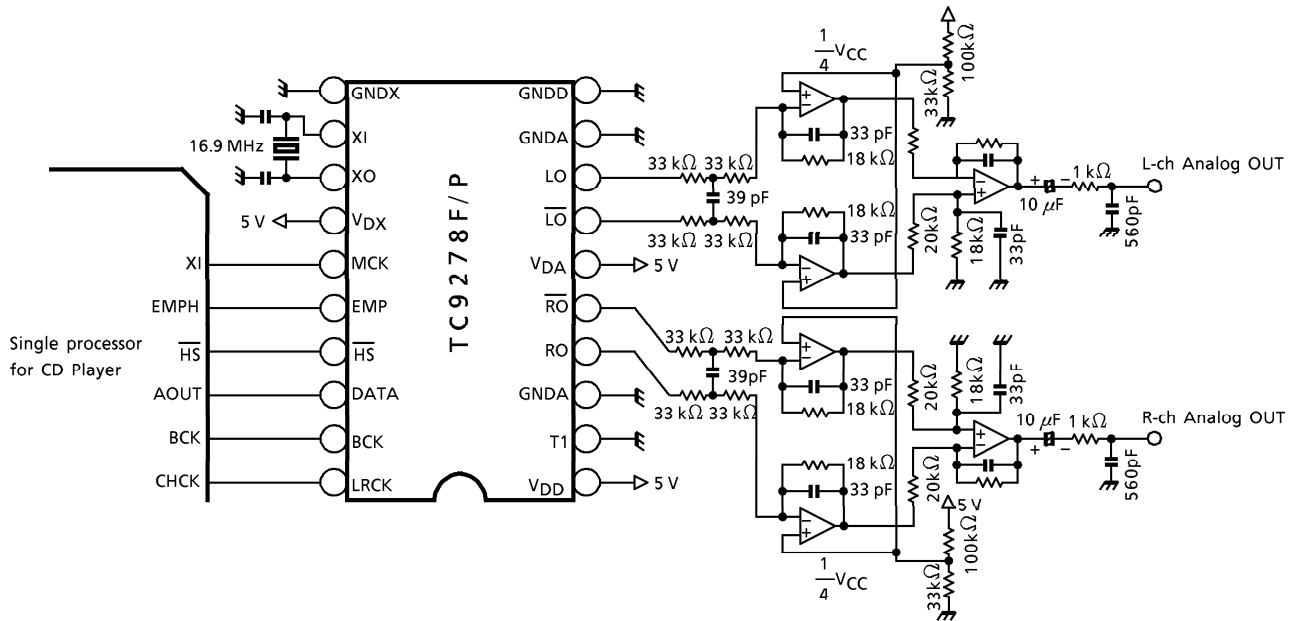 1/4 VCC
100kΩ
33kΩ
GNDX
GNDD
XI
GNDA
16.9 MHz
XO
LO
33 kΩ 33 kΩ
+
−
33 pF
18 kΩ
39 pF
L-ch Analog OUT
−
+
+ −
1 kΩ
10 μF
560pF
5 V
VDX
L̅O̅
33 kΩ 33 kΩ
18 kΩ
33 pF
−
+
20kΩ
18kΩ
33pF
XI
MCK
VDA
5 V
TC9278F/P
EMPH
EMP
R̅O̅
33 kΩ 33 kΩ
Single processor
for CD Player
H̅S̅
H̅S̅
RO
39pF
+
−
33 pF
18 kΩ
20kΩ
18kΩ
33pF
AOUT
DATA
GNDA
33 kΩ 33 kΩ
R-ch Analog OUT
10 μF
1 kΩ
+
−
+ −
560pF
BCK
BCK
T1
CHCK
LRCK
VDD
5 V
18 kΩ
33 pF
−
+
20kΩ
5 V
100kΩ
33kΩ
1/4 VCC